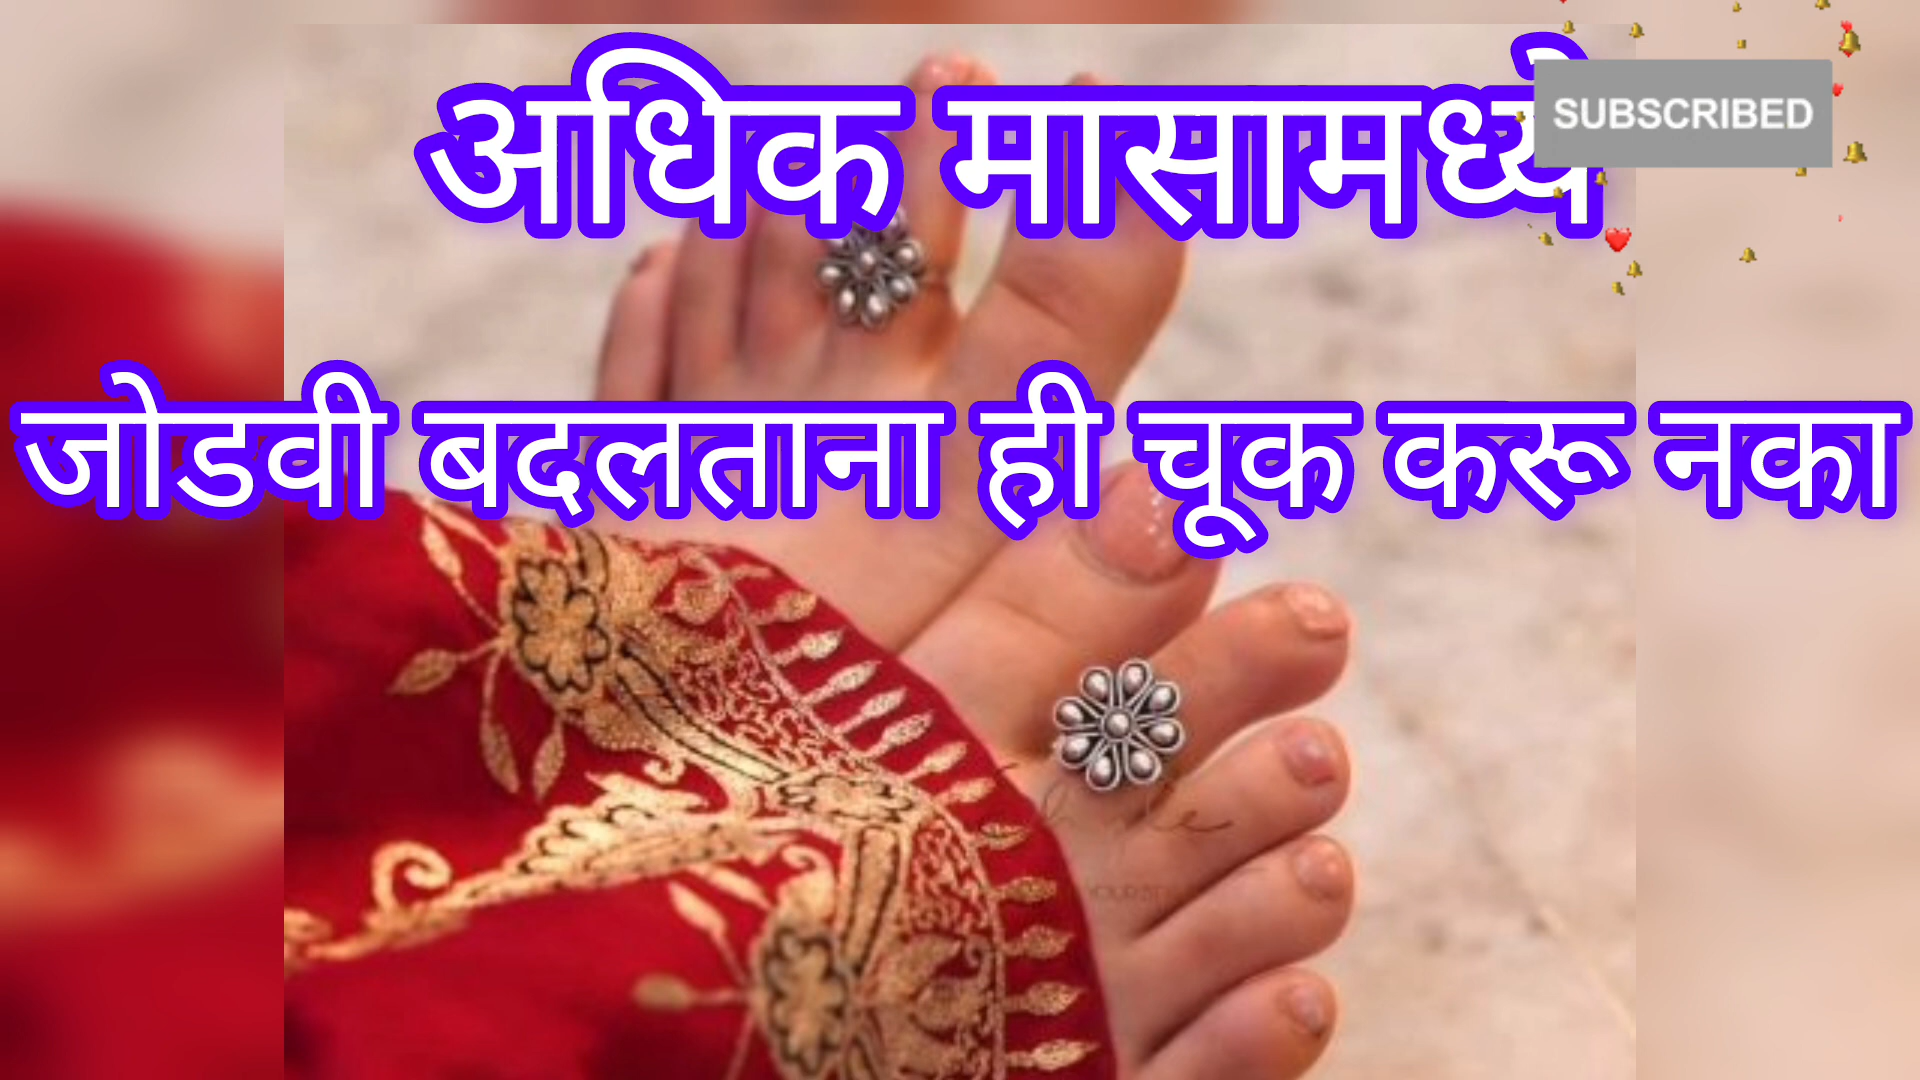 अधिक मासामध्ये
SUBSCRIBED
जोडवी बदलताना ही चूक करू नका